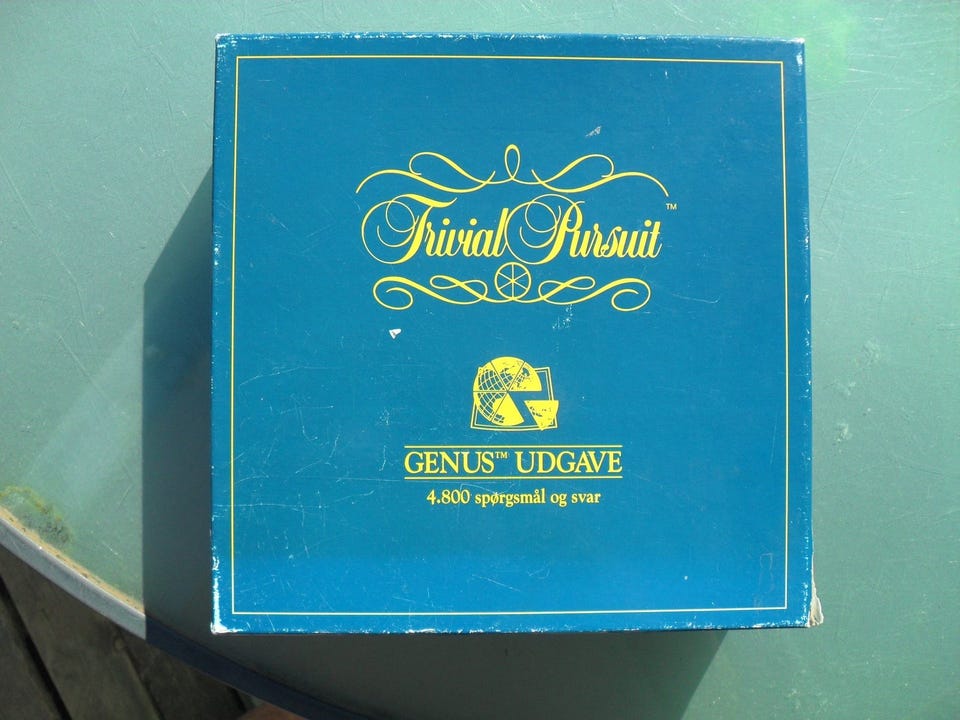 Trivial Pursuit™
GENUS™ UDGAVE
4.800 spørgsmål og svar